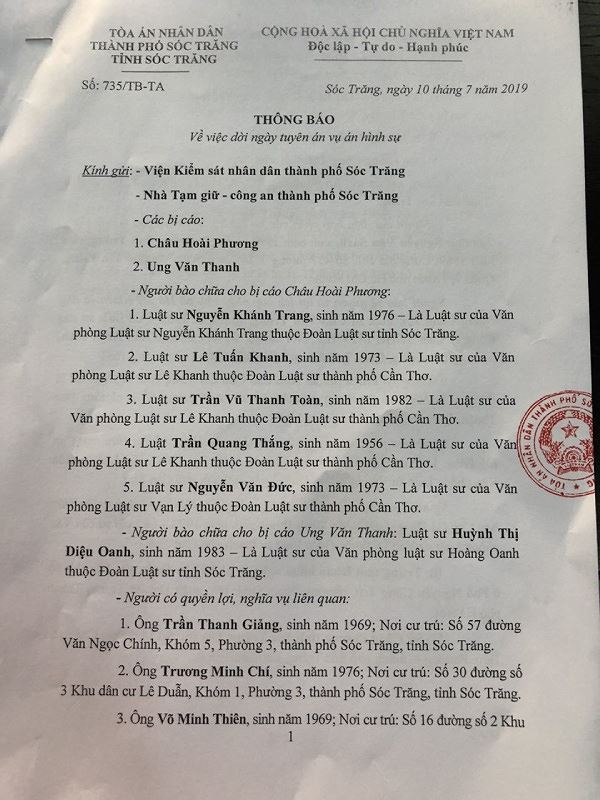 TÒA ÁN NHÂN DÂN
THÀNH PHỐ SÓC TRĂNG
TỈNH SÓC TRĂNG
Số: 735/TB-TA
CỘNG HOÀ XÃ HỘI CHỦ NGHĨA VIỆT NAM
Độc lập - Tự do - Hạnh phúc
Sóc Trăng, ngày 10 tháng 7 năm 2019
THÔNG BÁO
Về việc dời ngày tuyên án vụ án hình sự
Kính gửi: - Viện Kiểm sát nhân dân thành phố Sóc Trăng
- Nhà Tạm giữ - công an thành phố Sóc Trăng
- Các bị cáo:
1. Châu Hoài Phương
2. Ung Văn Thanh
- Người bào chữa cho bị cáo Châu Hoài Phương:
1. Luật sư Nguyễn Khánh Trang, sinh năm 1976 – Là Luật sư của Văn
phòng Luật sư Nguyễn Khánh Trang thuộc Đoàn Luật sư tỉnh Sóc Trăng.
2. Luật sư Lê Tuấn Khanh, sinh năm 1973 – Là Luật sư của Văn
phòng Luật sư Lê Khanh thuộc Đoàn Luật sư thành phố Cần Thơ.
3. Luật sư Trần Vũ Thanh Toàn, sinh năm 1982 – Là Luật sư của
Văn phòng Luật sư Lê Khanh thuộc Đoàn Luật sư thành phố Cần Thơ.
4. Luật Trần Quang Thắng, sinh năm 1956 – Là Luật sư của Văn
phòng Luật sư Lê Khanh thuộc Đoàn Luật sư thành phố Cần Thơ.
5. Luật sư Nguyễn Văn Đức, sinh năm 1973 – Là Luật sư của Văn
phòng Luật sư Vạn Lý thuộc Đoàn Luật sư thành phố Cần Thơ.
- Người bào chữa cho bị cáo Ung Văn Thanh: Luật sư Huỳnh Thị
Diệu Oanh, sinh năm 1983 – Là Luật sư của Văn phòng luật sư Hoàng Oanh
thuộc Đoàn Luật sư tỉnh Sóc Trăng.
- Người có quyền lợi, nghĩa vụ liên quan:
1. Ông Trần Thanh Giảng, sinh năm 1969; Nơi cư trú: Số 57 đường
Văn Ngọc Chính, Khóm 5, Phường 3, thành phố Sóc Trăng, tỉnh Sóc Trăng.
2. Ông Trương Minh Chí, sinh năm 1976; Nơi cư trú: Số 30 đường số
3 Khu dân cư Lê Duẫn, Khóm 1, Phường 3, thành phố Sóc Trăng, tỉnh Sóc Trăng.
3. Ông Võ Minh Thiên, sinh năm 1969; Nơi cư trú: Số 16 đường số 2 Khu
1
TOÀ ÁN NHÂN DÂN THÀNH PHỐ